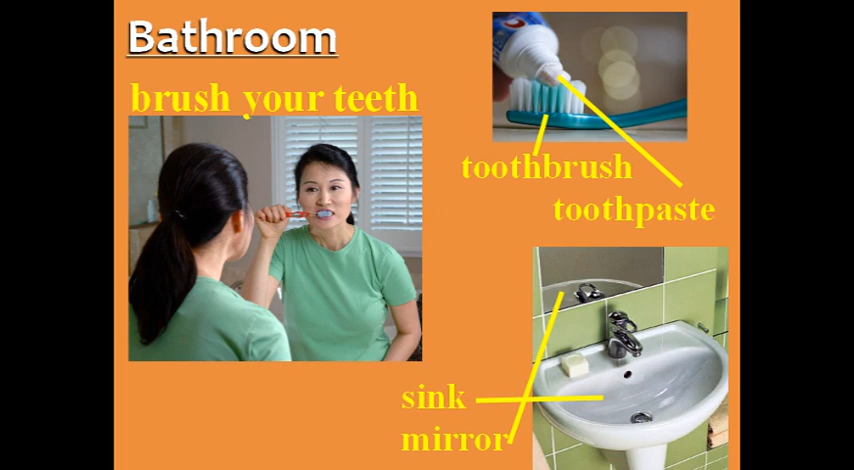 Bathroom
brush your teeth
toothbrush
toothpaste
sink
mirror